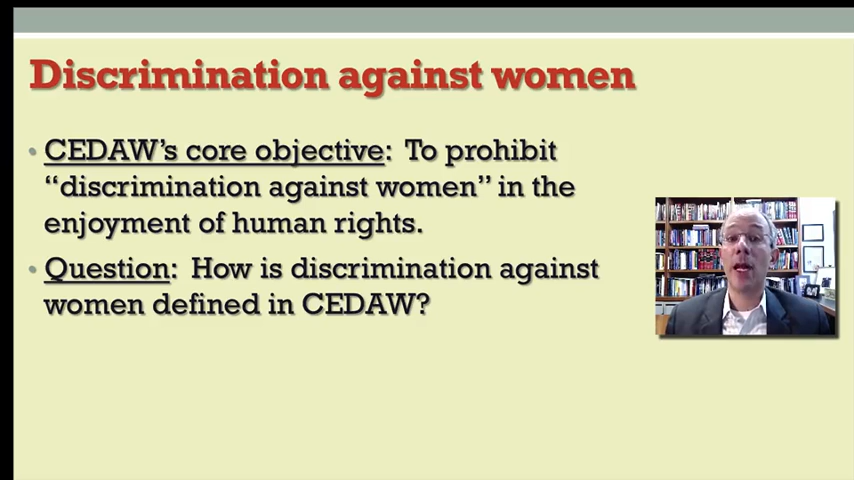 Discrimination against women
• CEDAW's core objective: To prohibit
“discrimination against women” in the
enjoyment of human rights.
• Question: How is discrimination against
women defined in CEDAW?